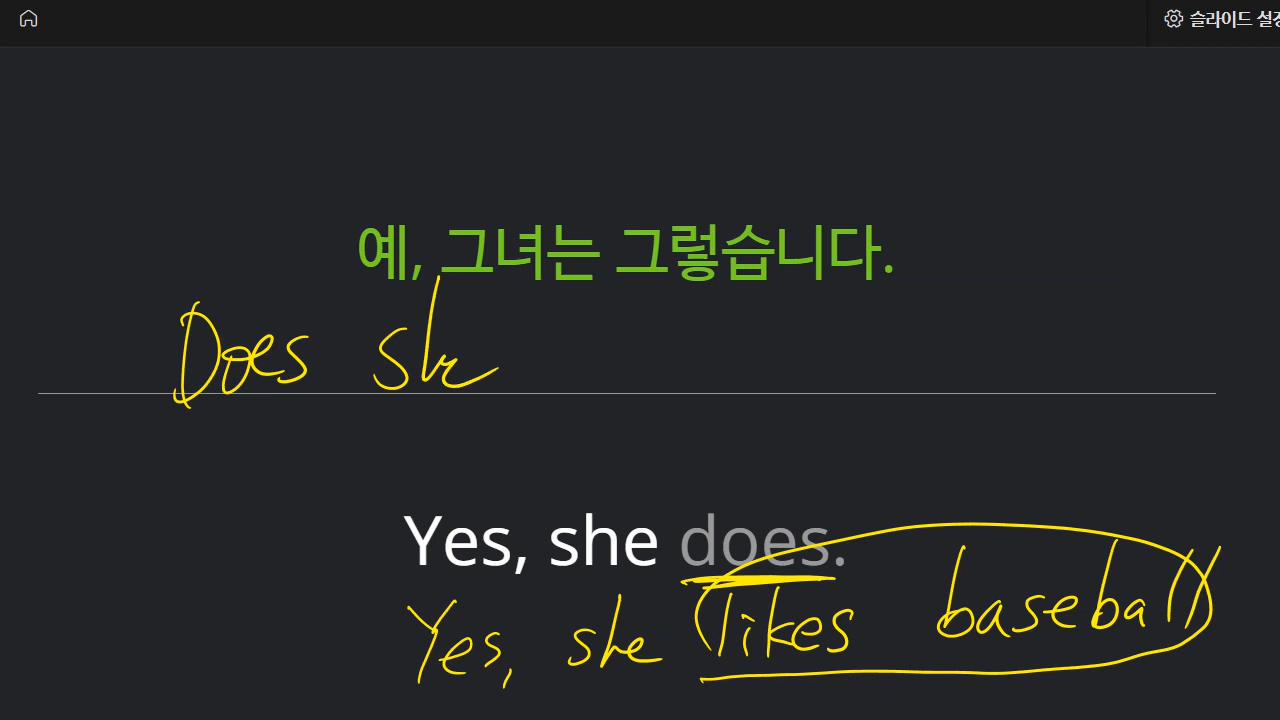 슬라이드 설정
예, 그녀는 그렇습니다.
Does she
Yes, she does.
Yes, she likes baseball